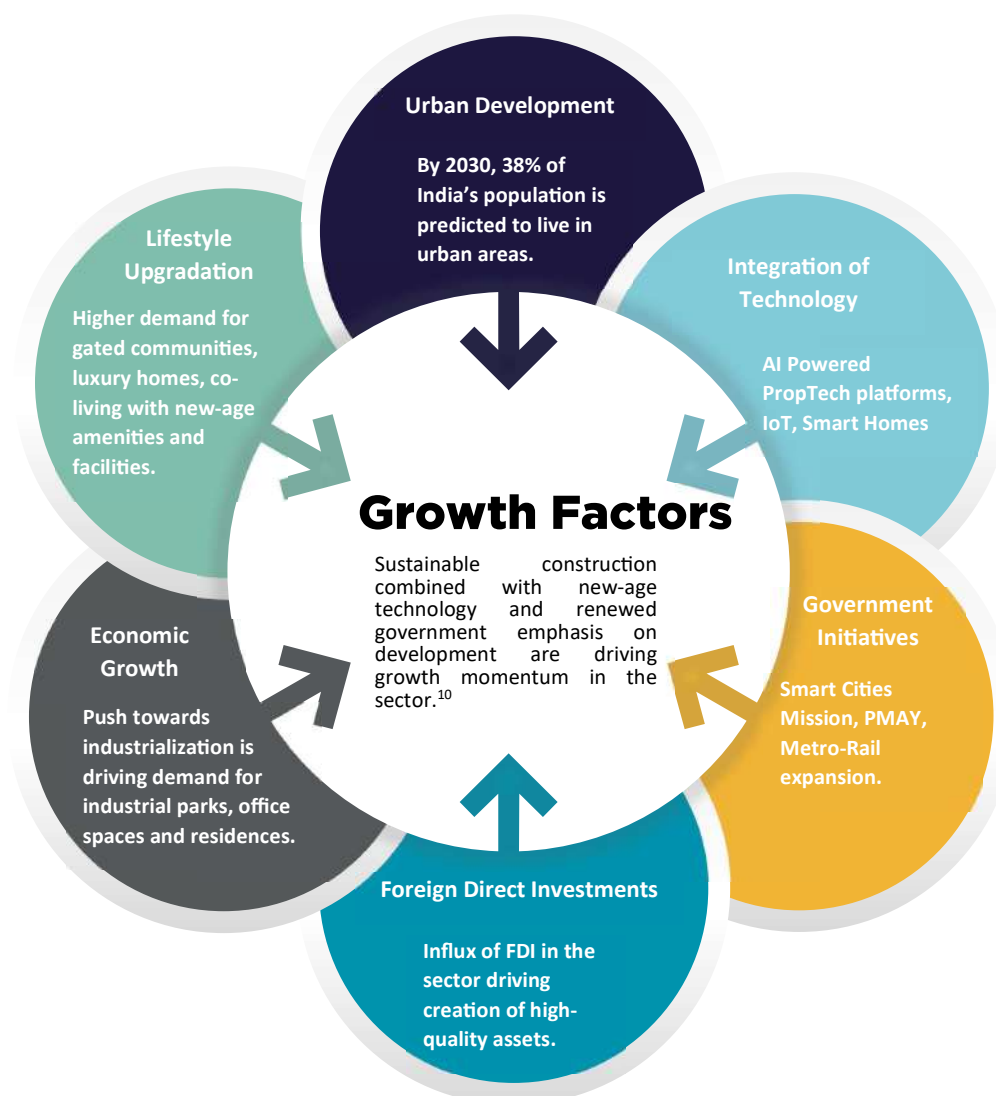 Urban Development
By 2030, 38% of
India’s population is
predicted to live in
urban areas.
Integration of
Technology
AI Powered
PropTech platforms,
IoT, Smart Homes
Government
Initiatives
Smart Cities
Mission, PMAY,
Metro-Rail
expansion.
Foreign Direct Investments
Influx of FDI in the
sector driving
creation of high-
quality assets.
Economic
Growth
Push towards
industrialization is
driving demand for
industrial parks, office
spaces and residences.
Lifestyle
Upgradation
Higher demand for
gated communities,
luxury homes, co-
living with new-age
amenities and
facilities.
Growth Factors
Sustainable construction
combined with new-age
technology and renewed
government emphasis on
development are driving
growth momentum in the
sector.10